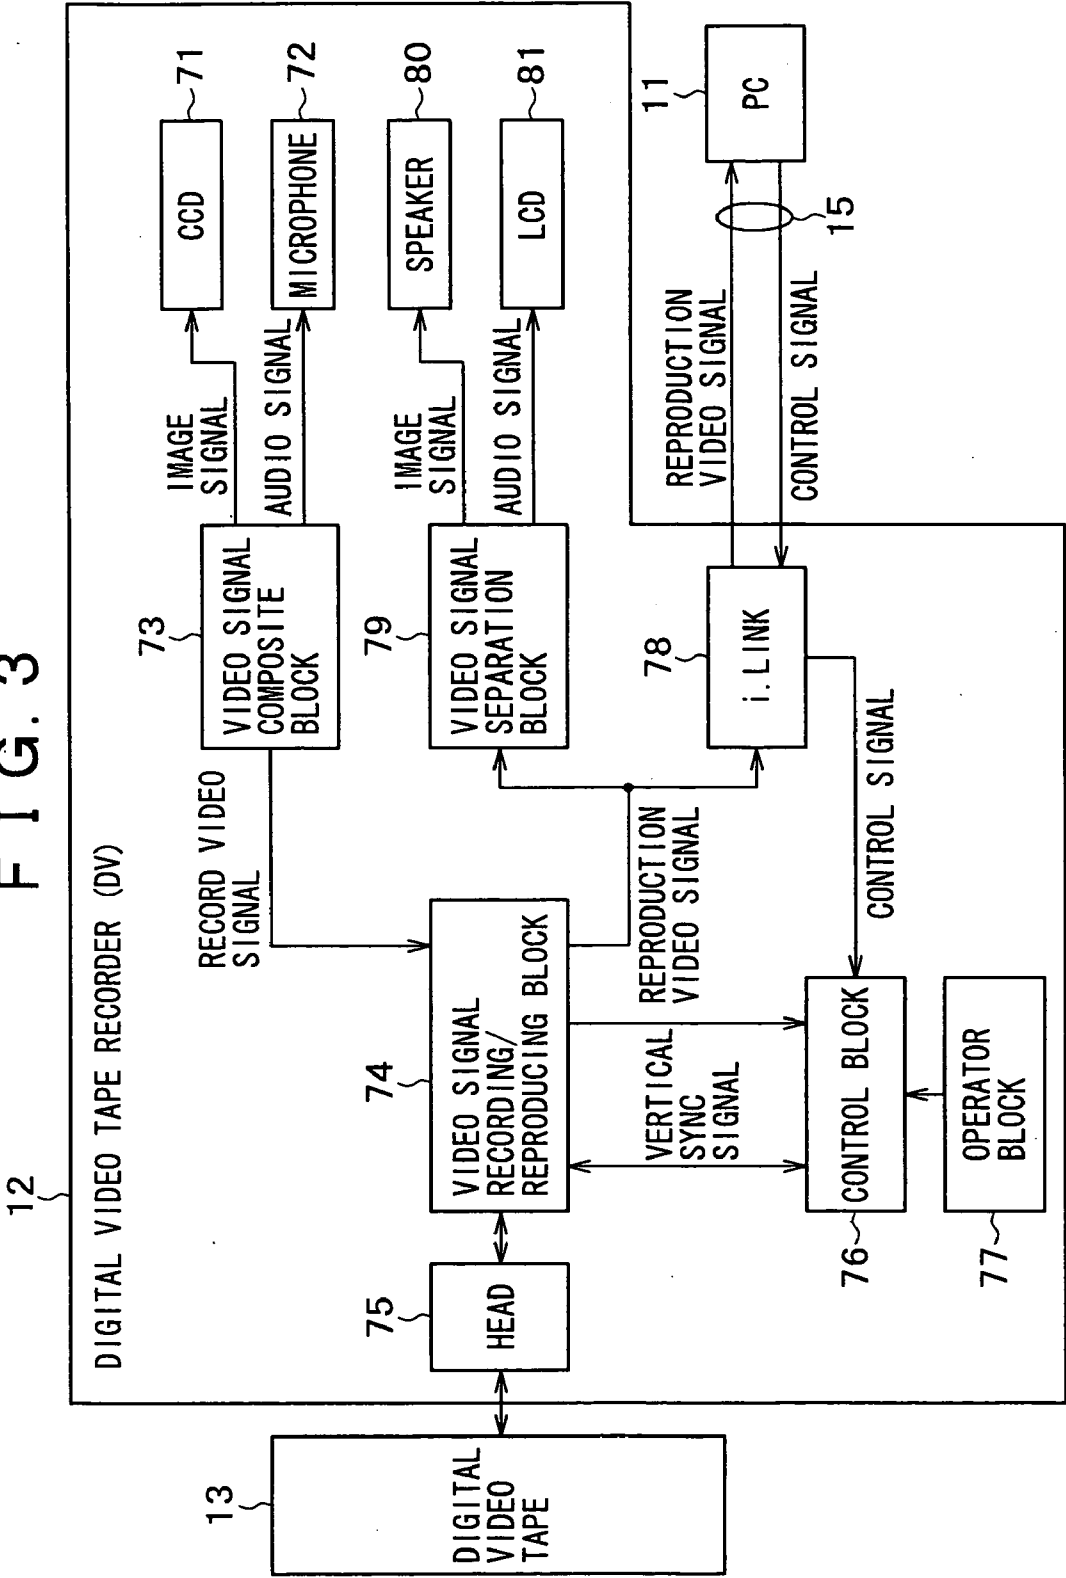 FIG. 3
12
DIGITAL VIDEO TAPE RECORDER (DV)
13
DIGITAL
VIDEO
TAPE
75
HEAD
74
VIDEO SIGNAL
RECORDING/
REPRODUCING BLOCK
RECORD VIDEO
SIGNAL
73
VIDEO SIGNAL
COMPOSITE
BLOCK
IMAGE
SIGNAL
AUDIO SIGNAL
CCD
71
MICROPHONE
72
79
VIDEO SIGNAL
SEPARATION
BLOCK
IMAGE
SIGNAL
AUDIO SIGNAL
SPEAKER
80
LCD
81
REPRODUCTION
VIDEO SIGNAL
VERTICAL
SYNC
SIGNAL
78
i.LINK
REPRODUCTION
VIDEO SIGNAL
CONTROL SIGNAL
15
11
PC
CONTROL SIGNAL
76
CONTROL BLOCK
77
OPERATOR
BLOCK